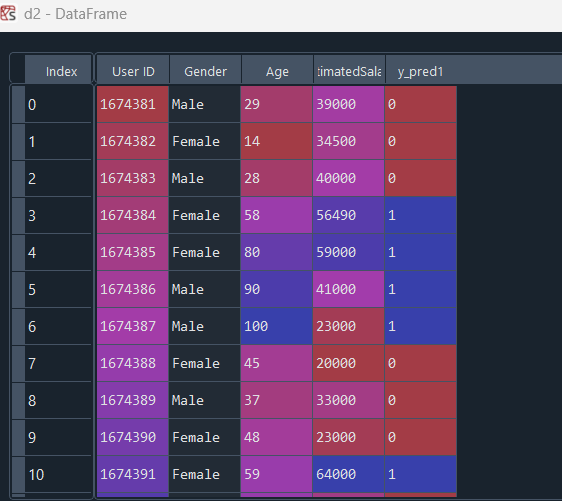 d2 - DataFrame
Index User ID Gender Age timatedSala y_pred1
0 1674381 Male 29 39000 0
1 1674382 Female 14 34500 0
2 1674383 Male 28 40000 0
3 1674384 Female 58 56490 1
4 1674385 Female 80 59000 1
5 1674386 Male 90 41000 1
6 1674387 Male 100 23000 1
7 1674388 Female 45 20000 0
8 1674389 Male 37 33000 0
9 1674390 Female 48 23000 0
10 1674391 Female 59 64000 1